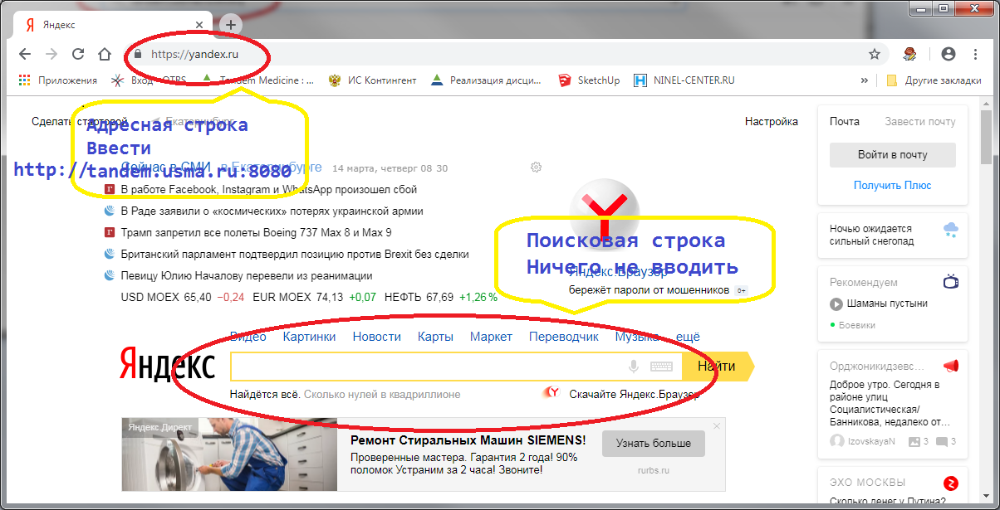 Яндекс
https://yandex.ru
Приложения
Вход - OTRS
Tandem Medicine : ...
ИС Контингент
Реализация дисци...
SketchUp
NINEL-CENTER.RU
»
Другие закладки
Сделать стартовой
Екатеринбург
Настройка
Адресная строка
Ввести
http://tandem.usma.ru:8080
Сейчас в СМИ в Екатеринбурге 14 марта, четверг 08 30
В работе Facebook, Instagram и WhatsApp произошел сбой
В Раде заявили о «космических» потерях украинской армии
Трамп запретил все полеты Boeing 737 Max 8 и Max 9
Британский парламент подтвердил позицию против Brexit без сделки
Певицу Юлию Началову перевели из реанимации
USD MOEX 65,40 −0,24 EUR MOEX 74,13 +0,07 НЕФТЬ 67,69 +1,26 %
Поисковая строка
Ничего не вводить
Яндекс.Браузер
бережёт пароли от мошенников 0+
Почта Завести почту
Войти в почту
Получить Плюс
Ночью ожидается
сильный снегопад
Рекомендуем
Шаманы пустыни
Боевики
Орджоникидзевс...
Доброе утро. Сегодня в
районе улиц
Социалистическая/
Банникова, недалеко от...
IzovskayaN 3 3
ЭХО МОСКВЫ
Сколько денег у Путина?
Видео Картинки Новости Карты Маркет Переводчик Музыка ещё
Яндекс
Найти
Найдётся всё. Сколько нулей в квадриллионе
Скачайте Яндекс.Браузер
Яндекс.Директ
Ремонт Стиральных Машин SIEMENS!
Проверенные мастера. Гарантия 2 года! 90%
поломок Устраним за 2 часа! Звоните!
Узнать больше
rurbs.ru